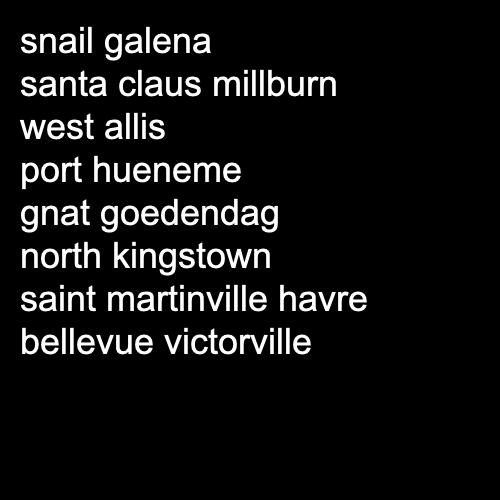 snail galena
santa claus millburn
west allis
port hueneme
gnat goedendag
north kingstown
saint martinville havre
bellevue victorville